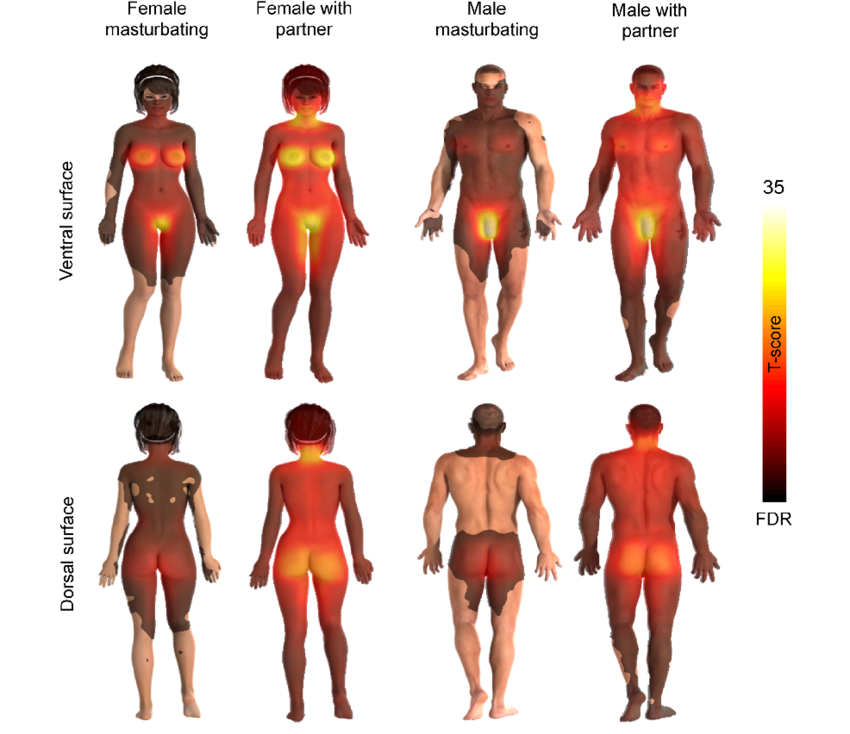 Female
masturbating
Female with
partner
Male
masturbating
Male with
partner
Ventral surface
35
T-score
FDR
Dorsal surface